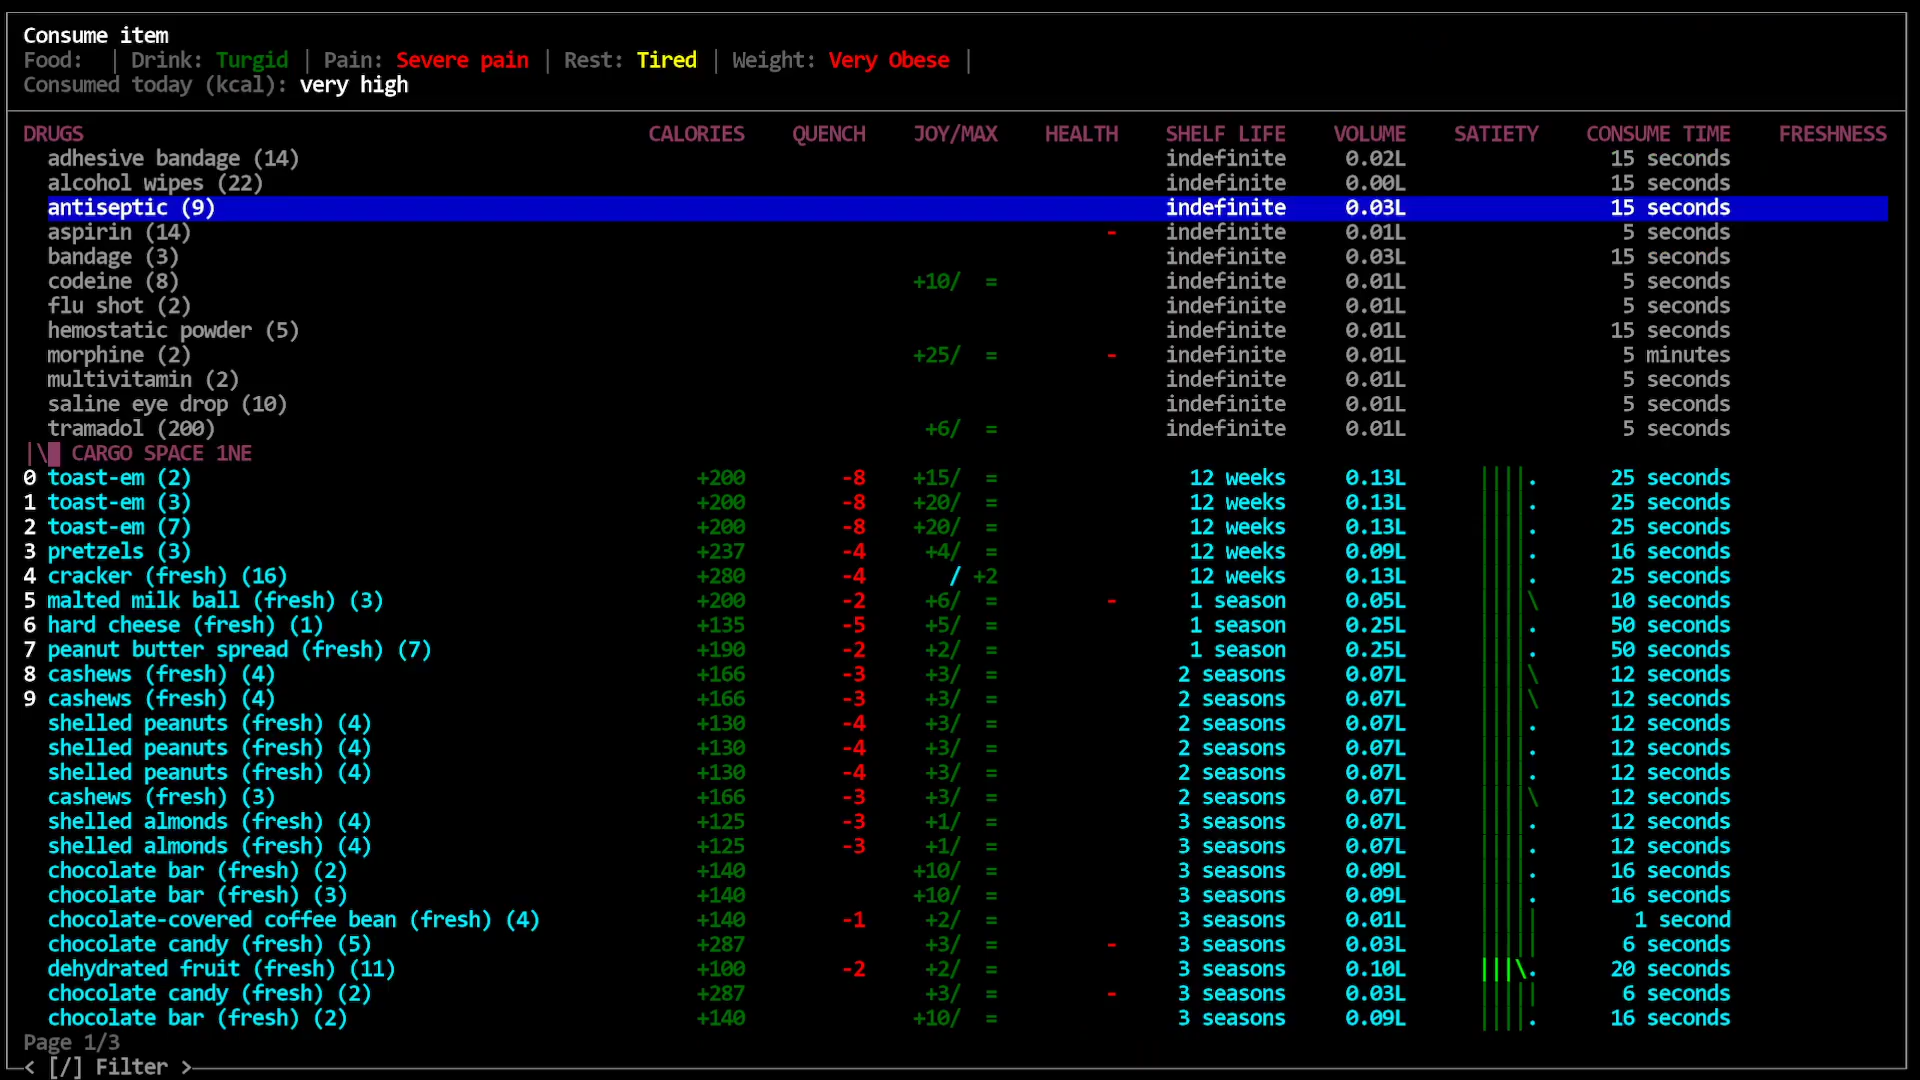 Consume item
Food:  | Drink: Turgid | Pain: Severe pain | Rest: Tired | Weight: Very Obese |
Consumed today (kcal): very high
DRUGS CALORIES QUENCH JOY/MAX HEALTH SHELF LIFE VOLUME SATIETY CONSUME TIME FRESHNESS
adhesive bandage (14) indefinite 0.02L 15 seconds
alcohol wipes (22) indefinite 0.00L 15 seconds
antiseptic (9) indefinite 0.03L 15 seconds
aspirin (14) - indefinite 0.01L 5 seconds
bandage (3) indefinite 0.03L 15 seconds
codeine (8) +10/ = indefinite 0.01L 5 seconds
flu shot (2) indefinite 0.01L 5 seconds
hemostatic powder (5) indefinite 0.01L 15 seconds
morphine (2) +25/ = - indefinite 0.01L 5 minutes
multivitamin (2) indefinite 0.01L 5 seconds
saline eye drop (10) indefinite 0.01L 5 seconds
tramadol (200) +6/ = indefinite 0.01L 5 seconds
|\█ CARGO SPACE 1NE
0 toast-em (2) +200 -8 +15/ = 12 weeks 0.13L ||||. 25 seconds
1 toast-em (3) +200 -8 +20/ = 12 weeks 0.13L ||||. 25 seconds
2 toast-em (7) +200 -8 +20/ = 12 weeks 0.13L ||||. 25 seconds
3 pretzels (3) +237 -4 +4/ = 12 weeks 0.09L ||||. 16 seconds
4 cracker (fresh) (16) +280 -4 / +2 12 weeks 0.13L ||||. 25 seconds
5 malted milk ball (fresh) (3) +200 -2 +6/ = - 1 season 0.05L ||||\ 10 seconds
6 hard cheese (fresh) (1) +135 -5 +5/ = 1 season 0.25L ||||. 50 seconds
7 peanut butter spread (fresh) (7) +190 -2 +2/ = 1 season 0.25L ||||. 50 seconds
8 cashews (fresh) (4) +166 -3 +3/ = 2 seasons 0.07L ||||\ 12 seconds
9 cashews (fresh) (4) +166 -3 +3/ = 2 seasons 0.07L ||||\ 12 seconds
shelled peanuts (fresh) (4) +130 -4 +3/ = 2 seasons 0.07L ||||. 12 seconds
shelled peanuts (fresh) (4) +130 -4 +3/ = 2 seasons 0.07L ||||. 12 seconds
shelled peanuts (fresh) (4) +130 -4 +3/ = 2 seasons 0.07L ||||. 12 seconds
cashews (fresh) (3) +166 -3 +3/ = 2 seasons 0.07L ||||\ 12 seconds
shelled almonds (fresh) (4) +125 -3 +1/ = 3 seasons 0.07L ||||. 12 seconds
shelled almonds (fresh) (4) +125 -3 +1/ = 3 seasons 0.07L ||||. 12 seconds
chocolate bar (fresh) (2) +140 +10/ = 3 seasons 0.09L ||||. 16 seconds
chocolate bar (fresh) (3) +140 +10/ = 3 seasons 0.09L ||||. 16 seconds
chocolate-covered coffee bean (fresh) (4) +140 -1 +2/ = 3 seasons 0.01L ||||| 1 second
chocolate candy (fresh) (5) +287 +3/ = - 3 seasons 0.03L ||||| 6 seconds
dehydrated fruit (fresh) (11) +100 -2 +2/ = 3 seasons 0.10L |||\. 20 seconds
chocolate candy (fresh) (2) +287 +3/ = - 3 seasons 0.03L ||||| 6 seconds
chocolate bar (fresh) (2) +140 +10/ = 3 seasons 0.09L ||||. 16 seconds
Page 1/3
< [/] Filter >